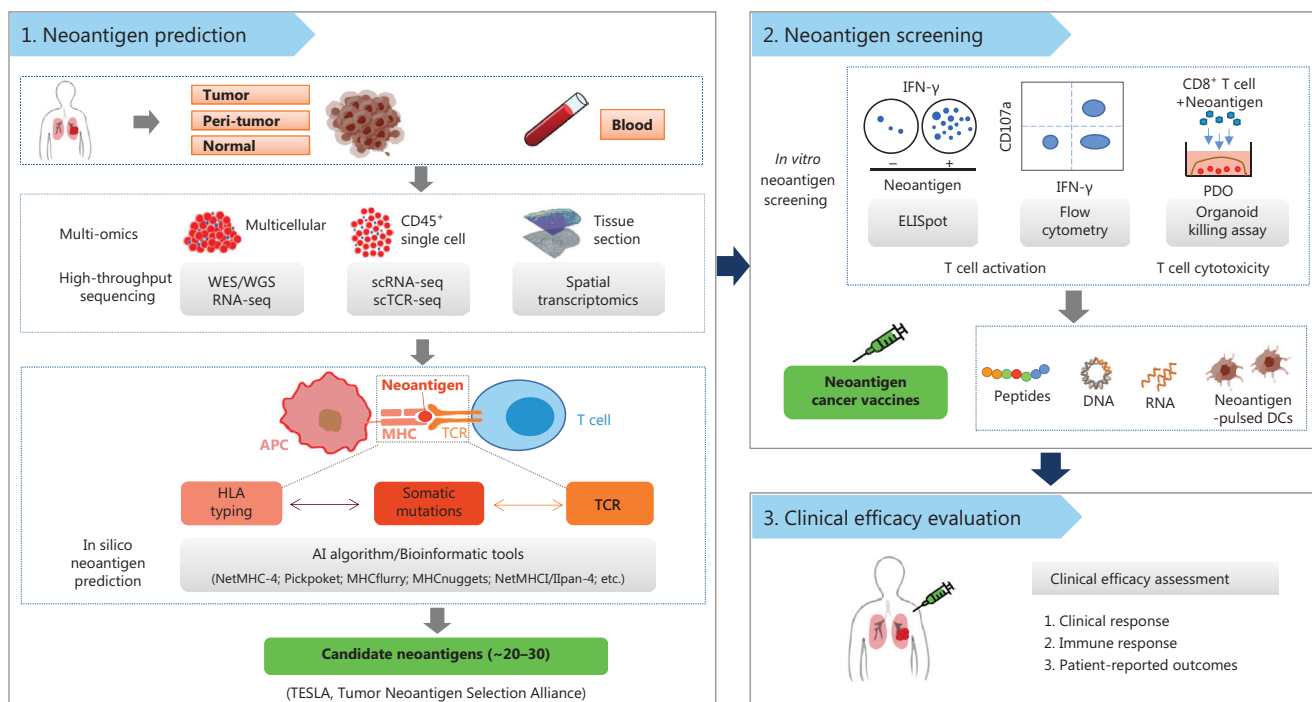 1. Neoantigen prediction
Tumor
Peri-tumor
Normal
Blood
Multi-omics
Multicellular
CD45⁺
single cell
Tissue
section
High-throughput
sequencing
WES/WGS
RNA-seq
scRNA-seq
scTCR-seq
Spatial
transcriptomics
Neoantigen
APC
MHC
TCR
T cell
HLA
typing
Somatic
mutations
TCR
In silico
neoantigen
prediction
AI algorithm/Bioinformatic tools
(NetMHC-4; Pickpoket; MHCflurry; MHCnuggets; NetMHCI/IIpan-4; etc.)
Candidate neoantigens (~20–30)
(TESLA, Tumor Neoantigen Selection Alliance)
2. Neoantigen screening
In vitro
neoantigen
screening
IFN-γ
– +
Neoantigen
ELISpot
CD107a
IFN-γ
Flow
cytometry
CD8⁺ T cell
+Neoantigen
PDO
Organoid
killing assay
T cell activation
T cell cytotoxicity
Neoantigen
cancer vaccines
Peptides
DNA
RNA
Neoantigen
-pulsed DCs
3. Clinical efficacy evaluation
Clinical efficacy assessment
1. Clinical response
2. Immune response
3. Patient-reported outcomes